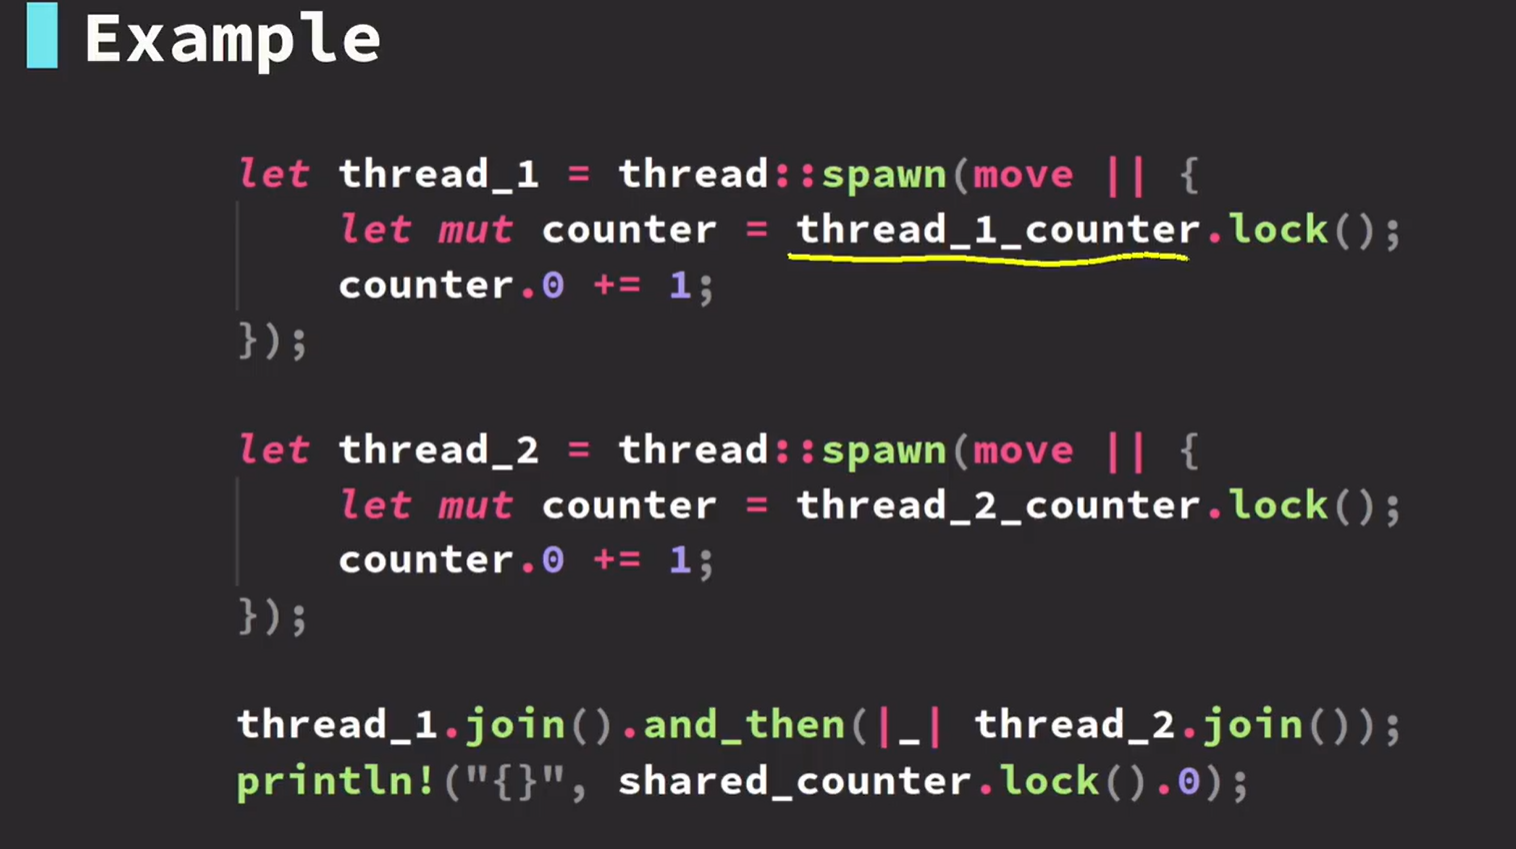 Example
let thread_1 = thread::spawn(move || {
    let mut counter = thread_1_counter.lock();
    counter.0 += 1;
});
let thread_2 = thread::spawn(move || {
    let mut counter = thread_2_counter.lock();
    counter.0 += 1;
});
thread_1.join().and_then(|_| thread_2.join());
println!("{}", shared_counter.lock().0);